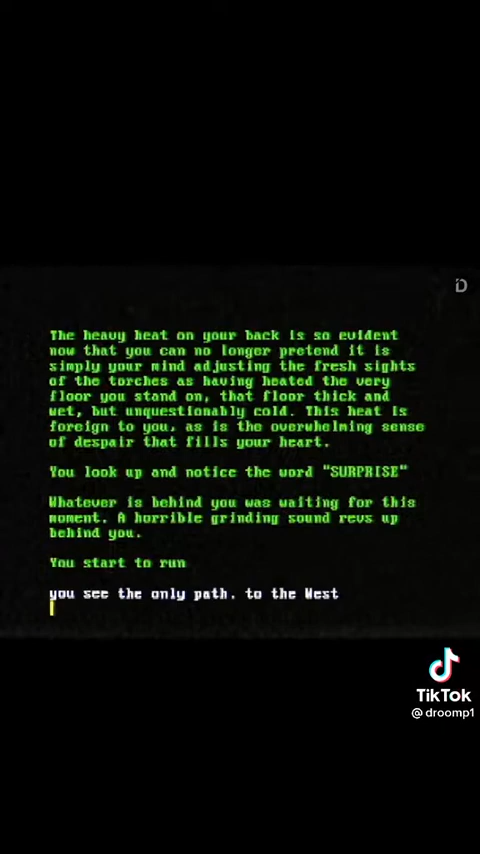 The heavy heat on your back is so evident
now that you can no longer pretend it is
simply your mind adjusting the fresh sights
of the torches as having heated the very
floor you stand on, that floor thick and
wet, but unquestionably cold. This heat is
foreign to you, as is the overwhelming sense
of despair that fills your heart.
You look up and notice the word "SURPRISE"
Whatever is behind you was waiting for this
moment. A horrible grinding sound revs up
behind you.
You start to run
you see the only path. to the West
TikTok
@droomp1